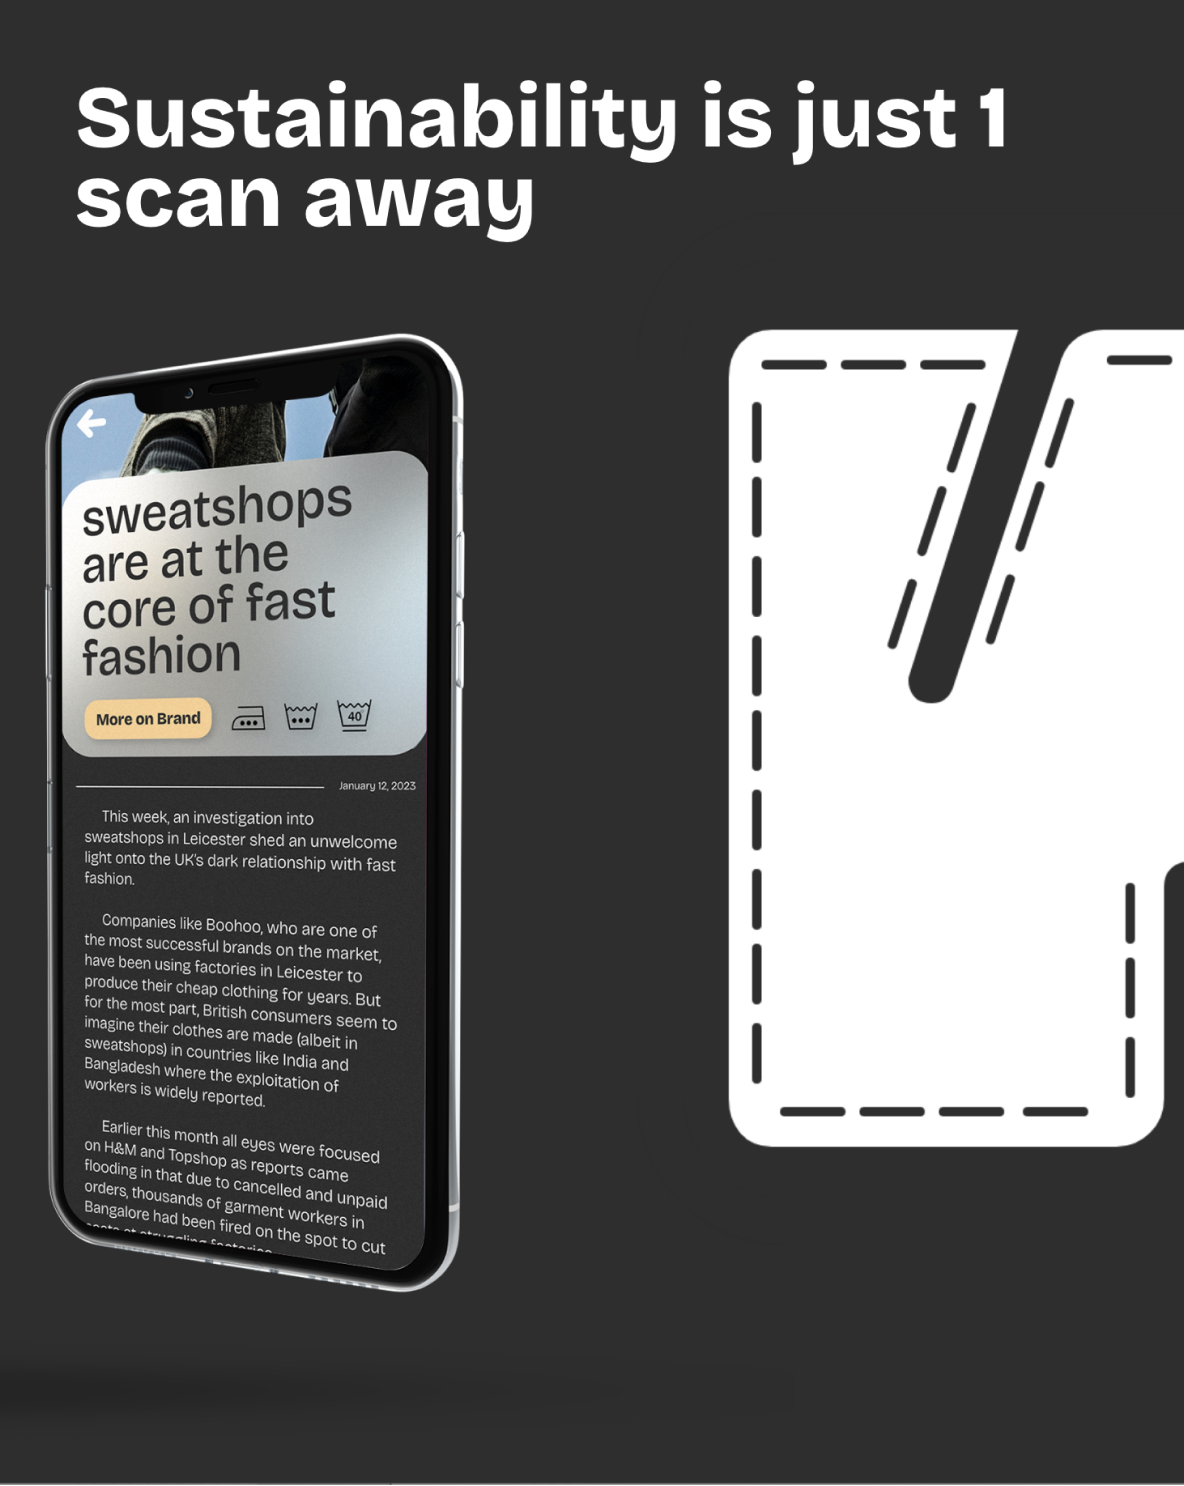 Sustainability is just 1
scan away
sweatshops
are at the
core of fast
fashion
More on Brand
40
January 12, 2023
This week, an investigation into
sweatshops in Leicester shed an unwelcome
light onto the UK's dark relationship with fast
fashion.
Companies like Boohoo, who are one of
the most successful brands on the market,
have been using factories in Leicester to
produce their cheap clothing for years. But
for the most part, British consumers seem to
imagine their clothes are made (albeit in
sweatshops) in countries like India and
Bangladesh where the exploitation of
workers is widely reported.
Earlier this month all eyes were focused
on H&M and Topshop as reports came
flooding in that due to cancelled and unpaid
orders, thousands of garment workers in
Bangalore had been fired on the spot to cut
costs at struggling factories.